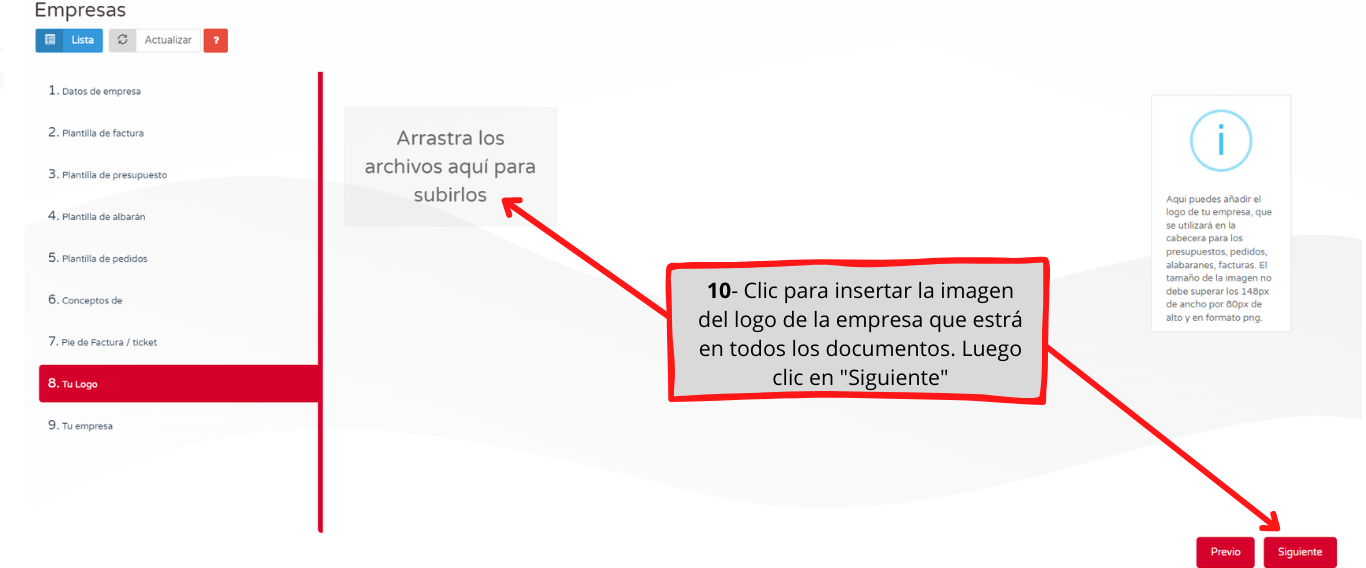 Empresas
Lista
Actualizar
?
1. Datos de empresa
2. Plantilla de factura
3. Plantilla de presupuesto
4. Plantilla de albarán
5. Plantilla de pedidos
6. Conceptos de
7. Pie de Factura / ticket
8. Tu Logo
9. Tu empresa
Arrastra los
archivos aquí para
subirlos
10- Clic para insertar la imagen
del logo de la empresa que estrá
en todos los documentos. Luego
clic en "Siguiente"
i
Aquí puedes añadir el
logo de tu empresa, que
se utilizará en la
cabecera para los
presupuestos, pedidos,
alabaranes, facturas. El
tamaño de la imagen no
debe superar los 148px
de ancho por 80px de
alto y en formato png.
Previo
Siguiente